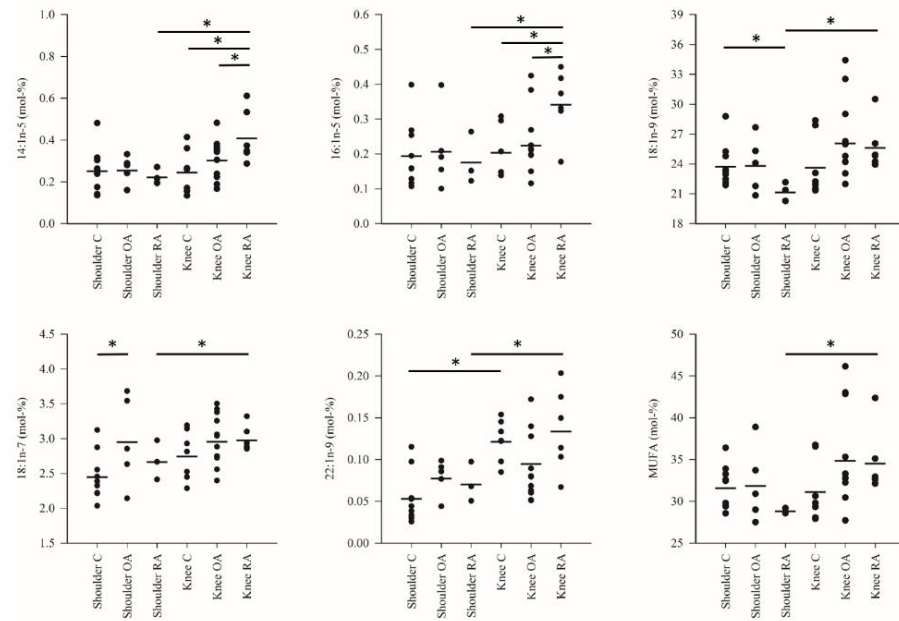 1.0
0.8
0.6
0.4
0.2
0.0
14:1n-5 (mol-%)
* * *
Shoulder C
Shoulder OA
Shoulder RA
Knee C
Knee OA
Knee RA
0.6
0.5
0.4
0.3
0.2
0.1
0.0
16:1n-5 (mol-%)
* * *
Shoulder C
Shoulder OA
Shoulder RA
Knee C
Knee OA
Knee RA
39
36
33
30
27
24
21
18
18:1n-9 (mol-%)
* *
Shoulder C
Shoulder OA
Shoulder RA
Knee C
Knee OA
Knee RA
4.5
4.0
3.5
3.0
2.5
2.0
1.5
18:1n-7 (mol-%)
* *
Shoulder C
Shoulder OA
Shoulder RA
Knee C
Knee OA
Knee RA
0.25
0.20
0.15
0.10
0.05
0.00
22:1n-9 (mol-%)
* *
Shoulder C
Shoulder OA
Shoulder RA
Knee C
Knee OA
Knee RA
50
45
40
35
30
25
MUFA (mol-%)
*
Shoulder C
Shoulder OA
Shoulder RA
Knee C
Knee OA
Knee RA